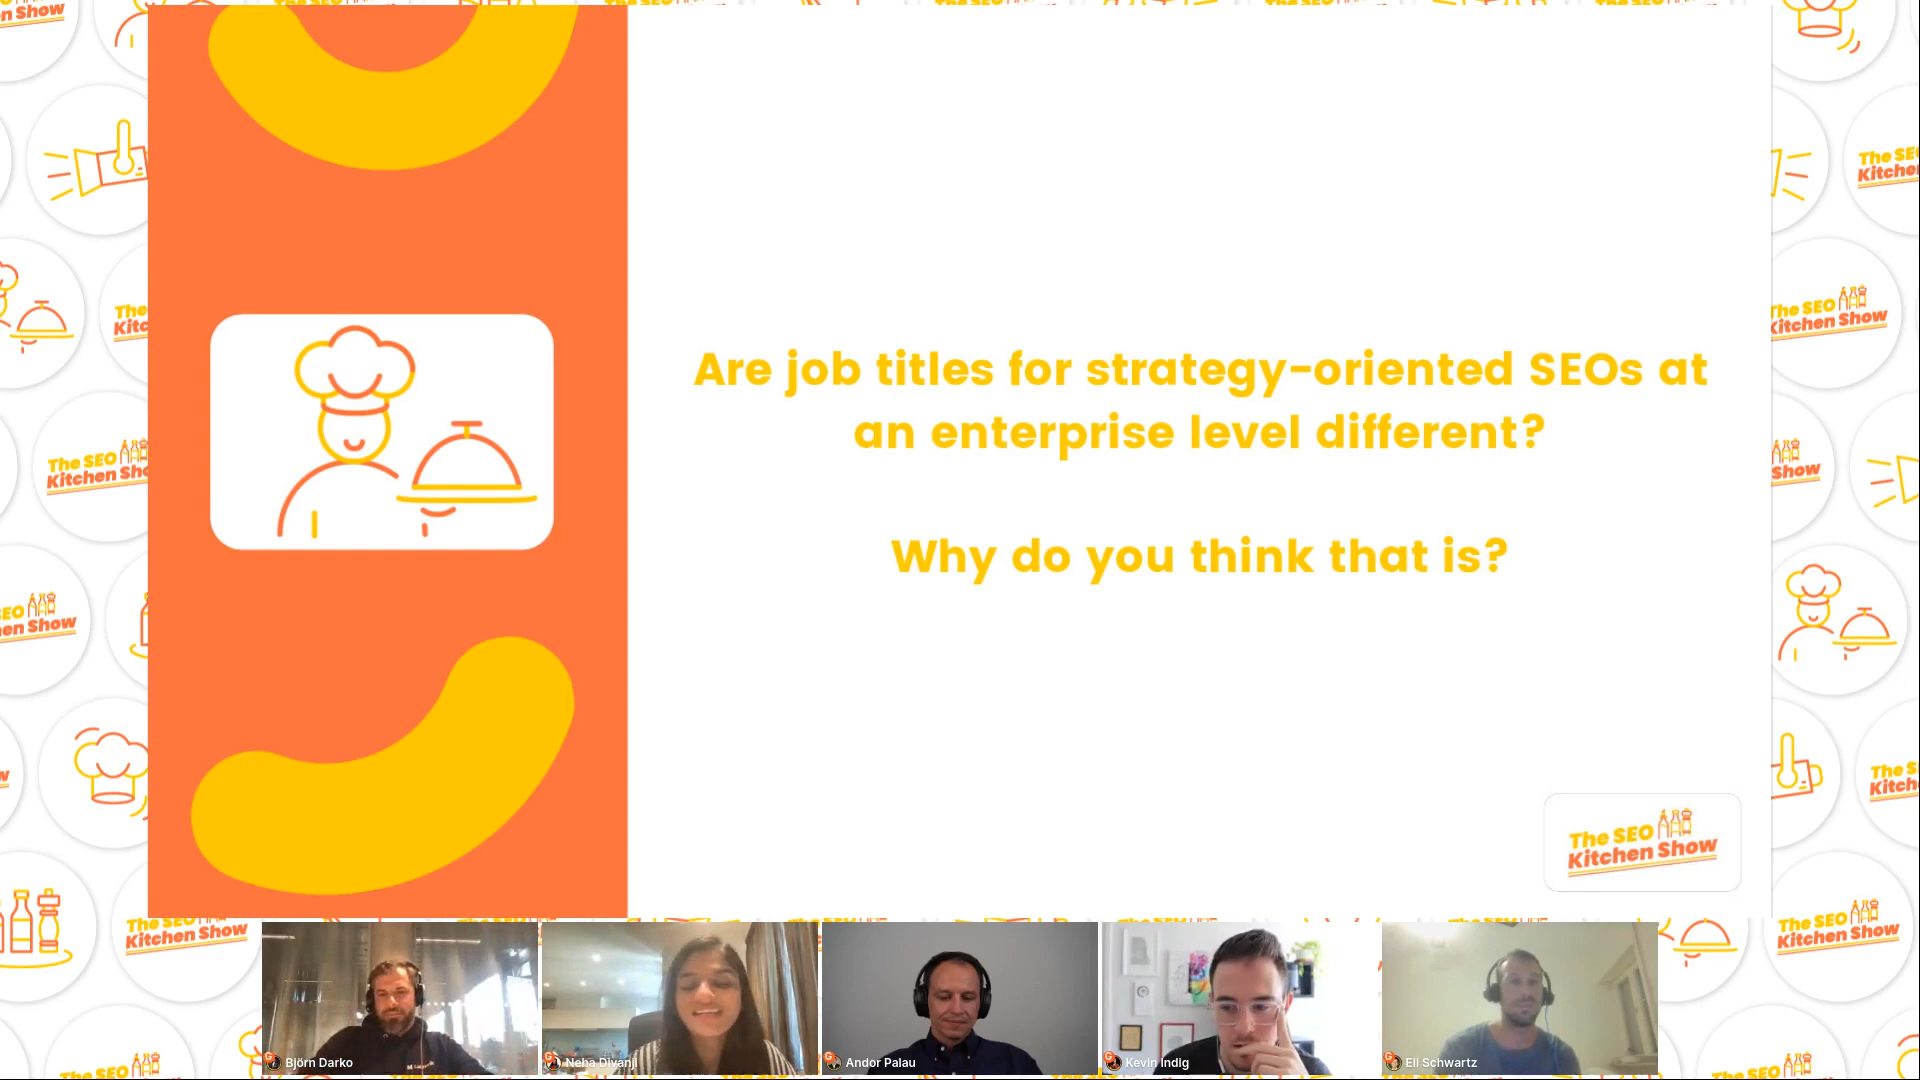 Are job titles for strategy-oriented SEOs at
an enterprise level different?
Why do you think that is?
The SEO
Kitchen Show
Björn Darko
Neha Divanji
Andor Palau
Kevin Indig
Eli Schwartz